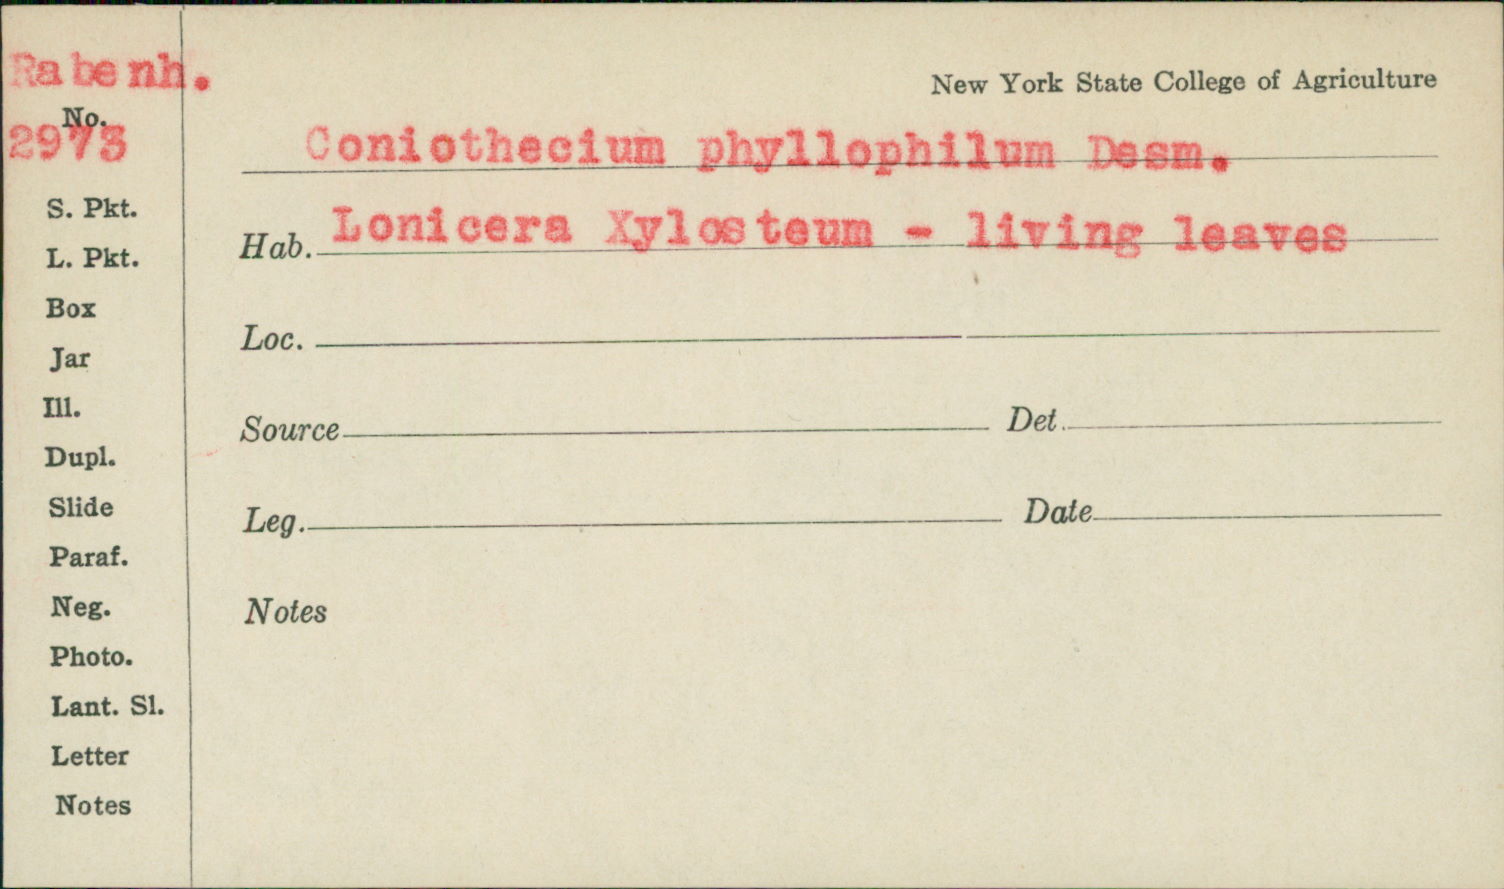 Rabenh.
New York State College of Agriculture
No.
2973
Coniothecium phyllophilum Desm.
Hab. Lonicera Xylosteum - living leaves
Loc.
Source
Det.
Leg.
Date
Notes
S. Pkt.
L. Pkt.
Box
Jar
Ill.
Dupl.
Slide
Paraf.
Neg.
Photo.
Lant. Sl.
Letter
Notes